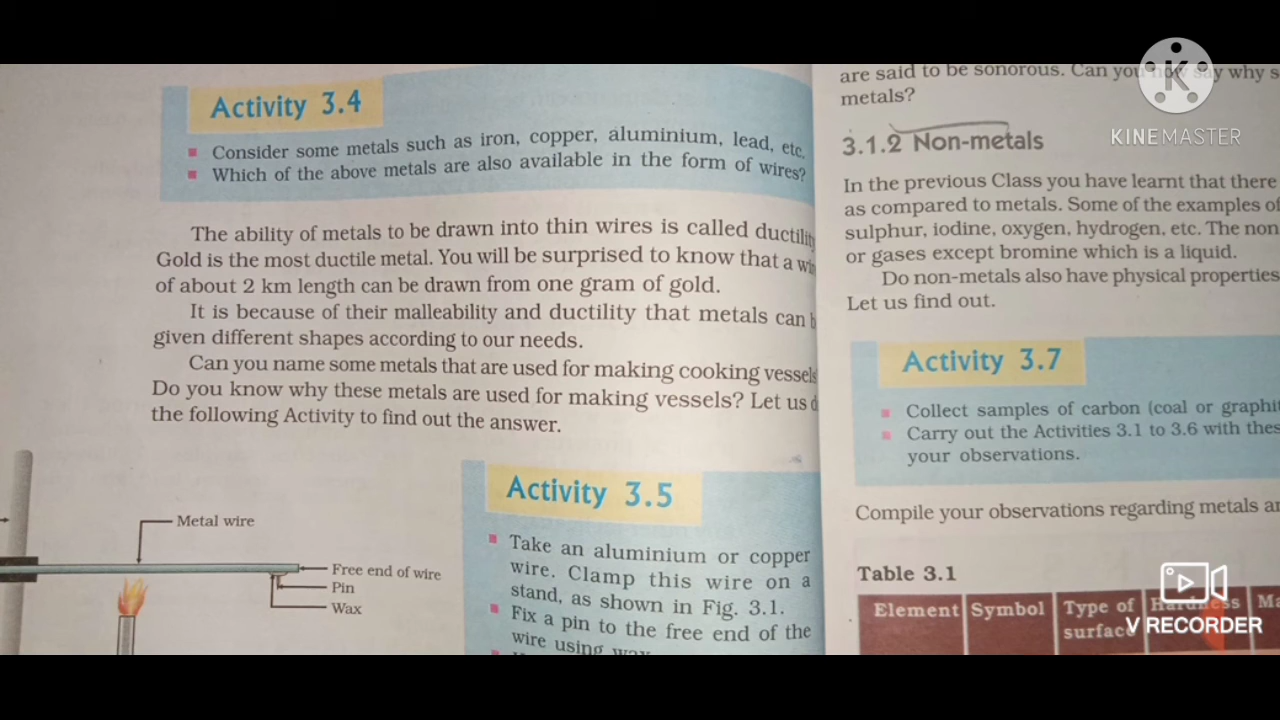 Activity 3.4
Consider some metals such as iron, copper, aluminium, lead, etc.
Which of the above metals are also available in the form of wires?
The ability of metals to be drawn into thin wires is called ductility
Gold is the most ductile metal. You will be surprised to know that a
of about 2 km length can be drawn from one gram of gold.
It is because of their malleability and ductility that metals can
given different shapes according to our needs.
Can you name some metals that are used for making cooking vessels
Do you know why these metals are used for making vessels? Let us
the following Activity to find out the answer.
Metal wire
Free end of wire
Pin
Wax
Activity 3.5
Take an aluminium or copper
wire. Clamp this wire on a
stand, as shown in Fig. 3.1.
Fix a pin to the free end of the
wire using
are said to be sonorous. Can you now say why
metals?
3.1.2 Non-metals
In the previous Class you have learnt that there
as compared to metals. Some of the examples of
sulphur, iodine, oxygen, hydrogen, etc. The non
or gases except bromine which is a liquid.
Do non-metals also have physical properties
Let us find out.
Activity 3.7
Collect samples of carbon (coal or graphit
Carry out the Activities 3.1 to 3.6 with thes
your observations.
Compile your observations regarding metals
Table 3.1
Element Symbol Type of Hardness Ma
surface
K
KINEMASTER
V RECORDER